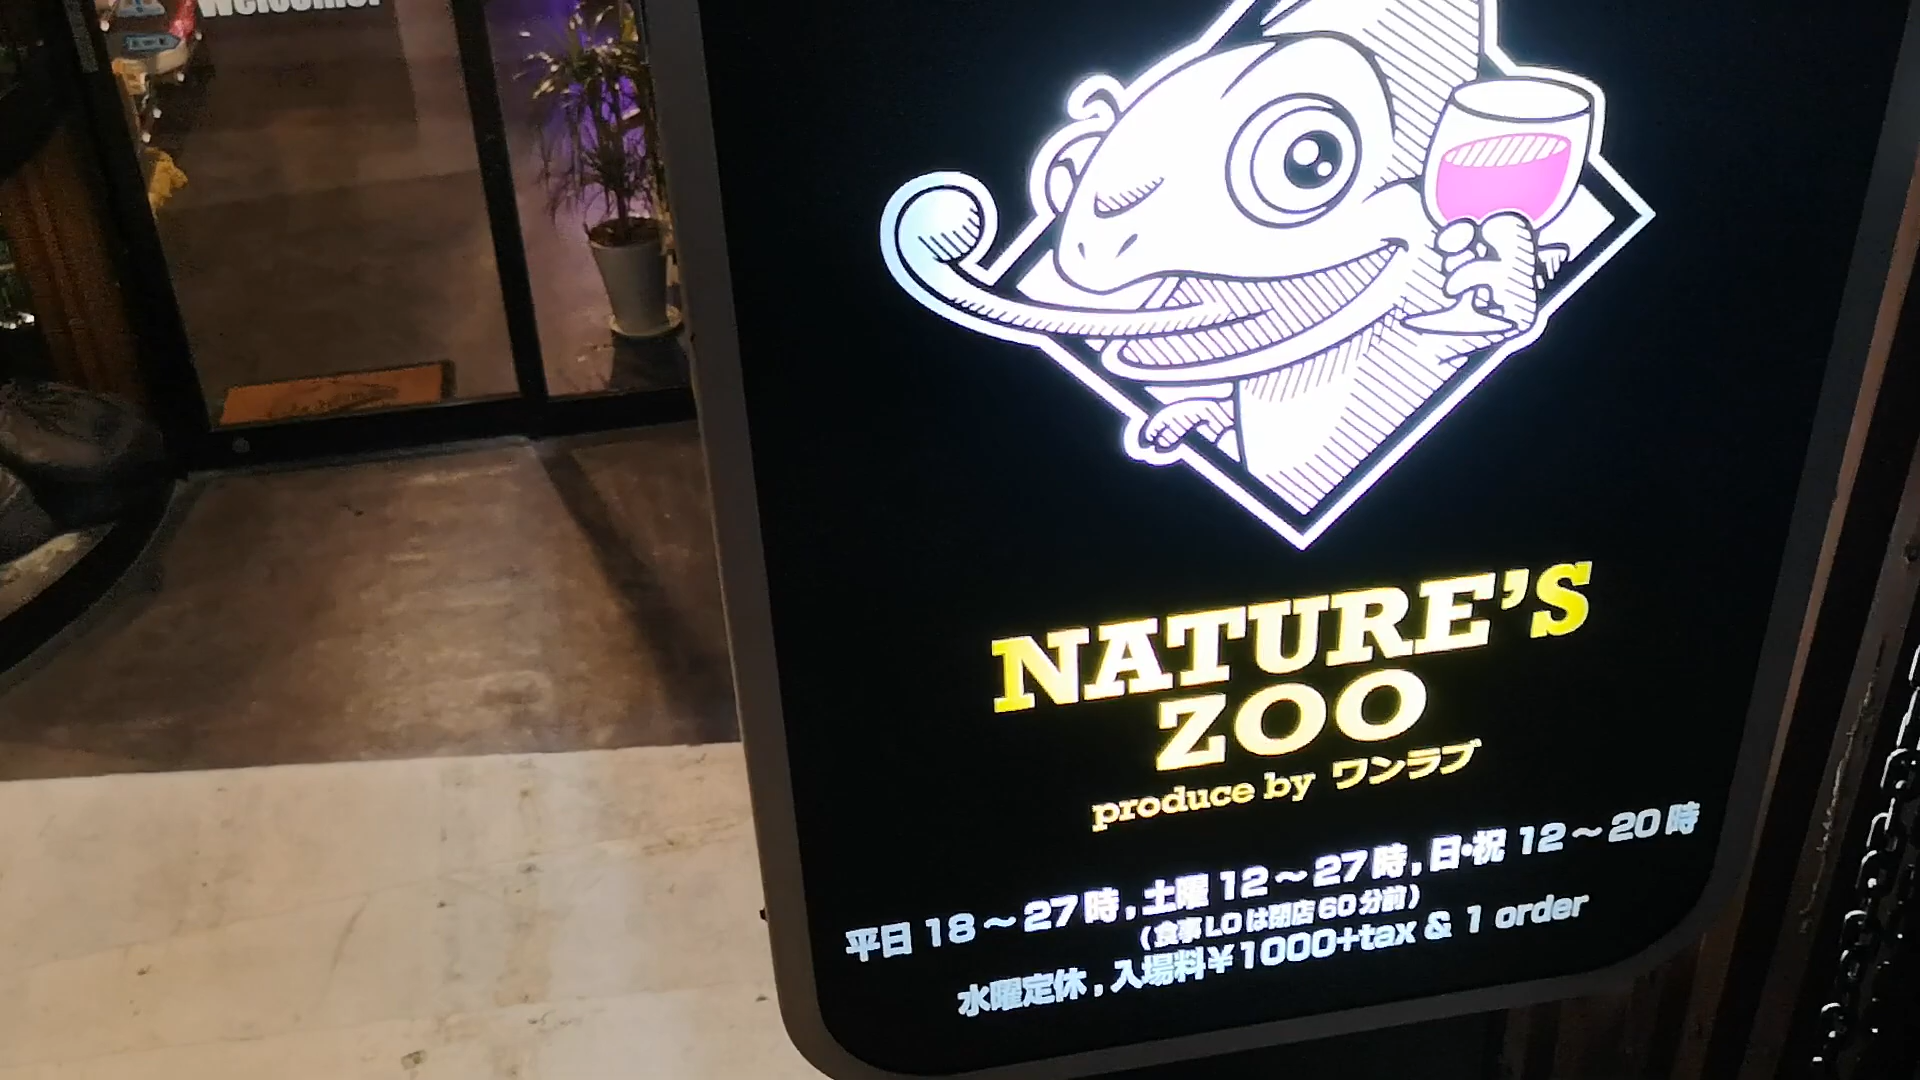 Welcome!
NATURE'S
ZOO
produce by ワンラブ
平日 18～27時, 土曜 12～27時, 日・祝 12～20時
(食事LOは閉店60分前)
水曜定休, 入場料¥1000+tax & 1 order